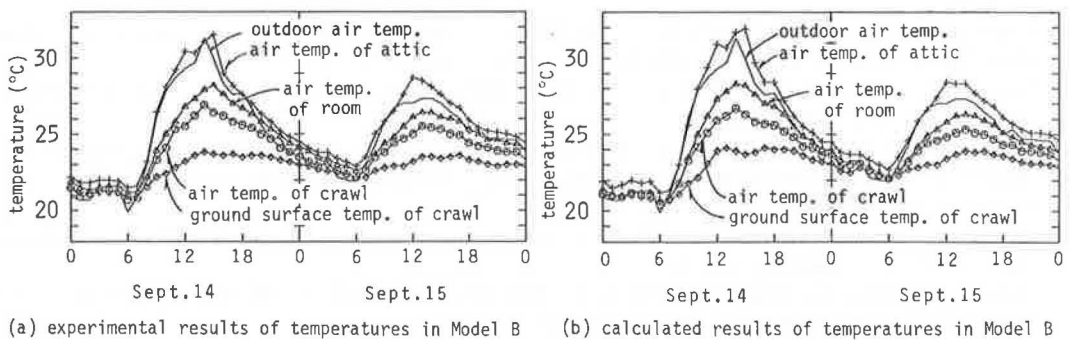 temperature (°C)
30
25
20
outdoor air temp.
air temp. of attic
air temp.
of room
air temp. of crawl
ground surface temp. of crawl
0 6 12 18 0 6 12 18 0
Sept.14 Sept.15
(a) experimental results of temperatures in Model B
temperature (°C)
30
25
20
outdoor air temp.
air temp. of attic
air temp.
of room
air temp. of crawl
ground surface temp. of crawl
0 6 12 18 0 6 12 18 0
Sept.14 Sept.15
(b) calculated results of temperatures in Model B